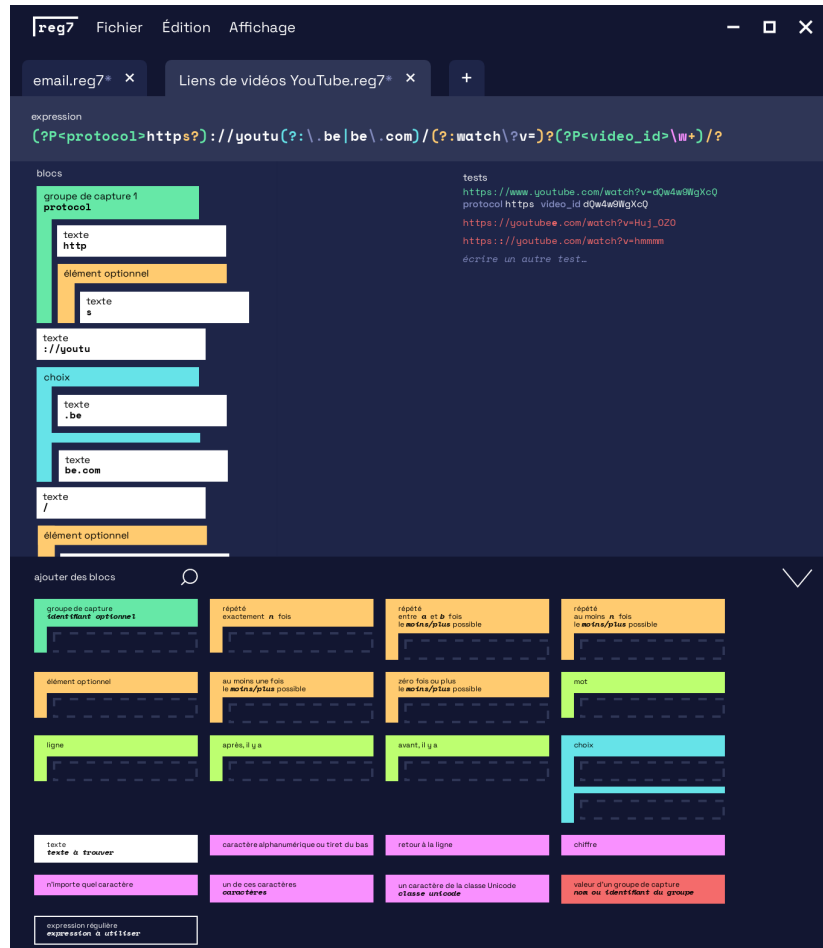 reg7 Fichier Édition Affichage
email.reg7* × Liens de vidéos YouTube.reg7* × +
expression
(?P<protocol>https?)://youtu(?:\.be|be\.com)/(?:watch\?v=)?(?P<video_id>\w+)/?
blocs
groupe de capture 1
protocol
texte
http
élément optionnel
texte
s
texte
://youtu
choix
texte
.be
texte
be.com
texte
/
élément optionnel
tests
https://www.youtube.com/watch?v=dQw4w9WgXcQ
protocol https video_id dQw4w9WgXcQ
https://youtubee.com/watch?v=Huj_OZO
https:://youtube.com/watch?v=hmmmm
écrire un autre test…
ajouter des blocs
groupe de capture
identifiant optionnel
répété
exactement n fois
répété
entre a et b fois
le moins/plus possible
répété
au moins n fois
le moins/plus possible
élément optionnel
au moins une fois
le moins/plus possible
zéro fois ou plus
le moins/plus possible
mot
ligne
après, il y a
avant, il y a
choix
texte
texte à trouver
caractère alphanumérique ou tiret du bas
retour à la ligne
chiffre
n'importe quel caractère
un de ces caractères
caractères
un caractère de la classe Unicode
classe unicode
valeur d'un groupe de capture
nom ou identifiant du groupe
expression régulière
expression à utiliser